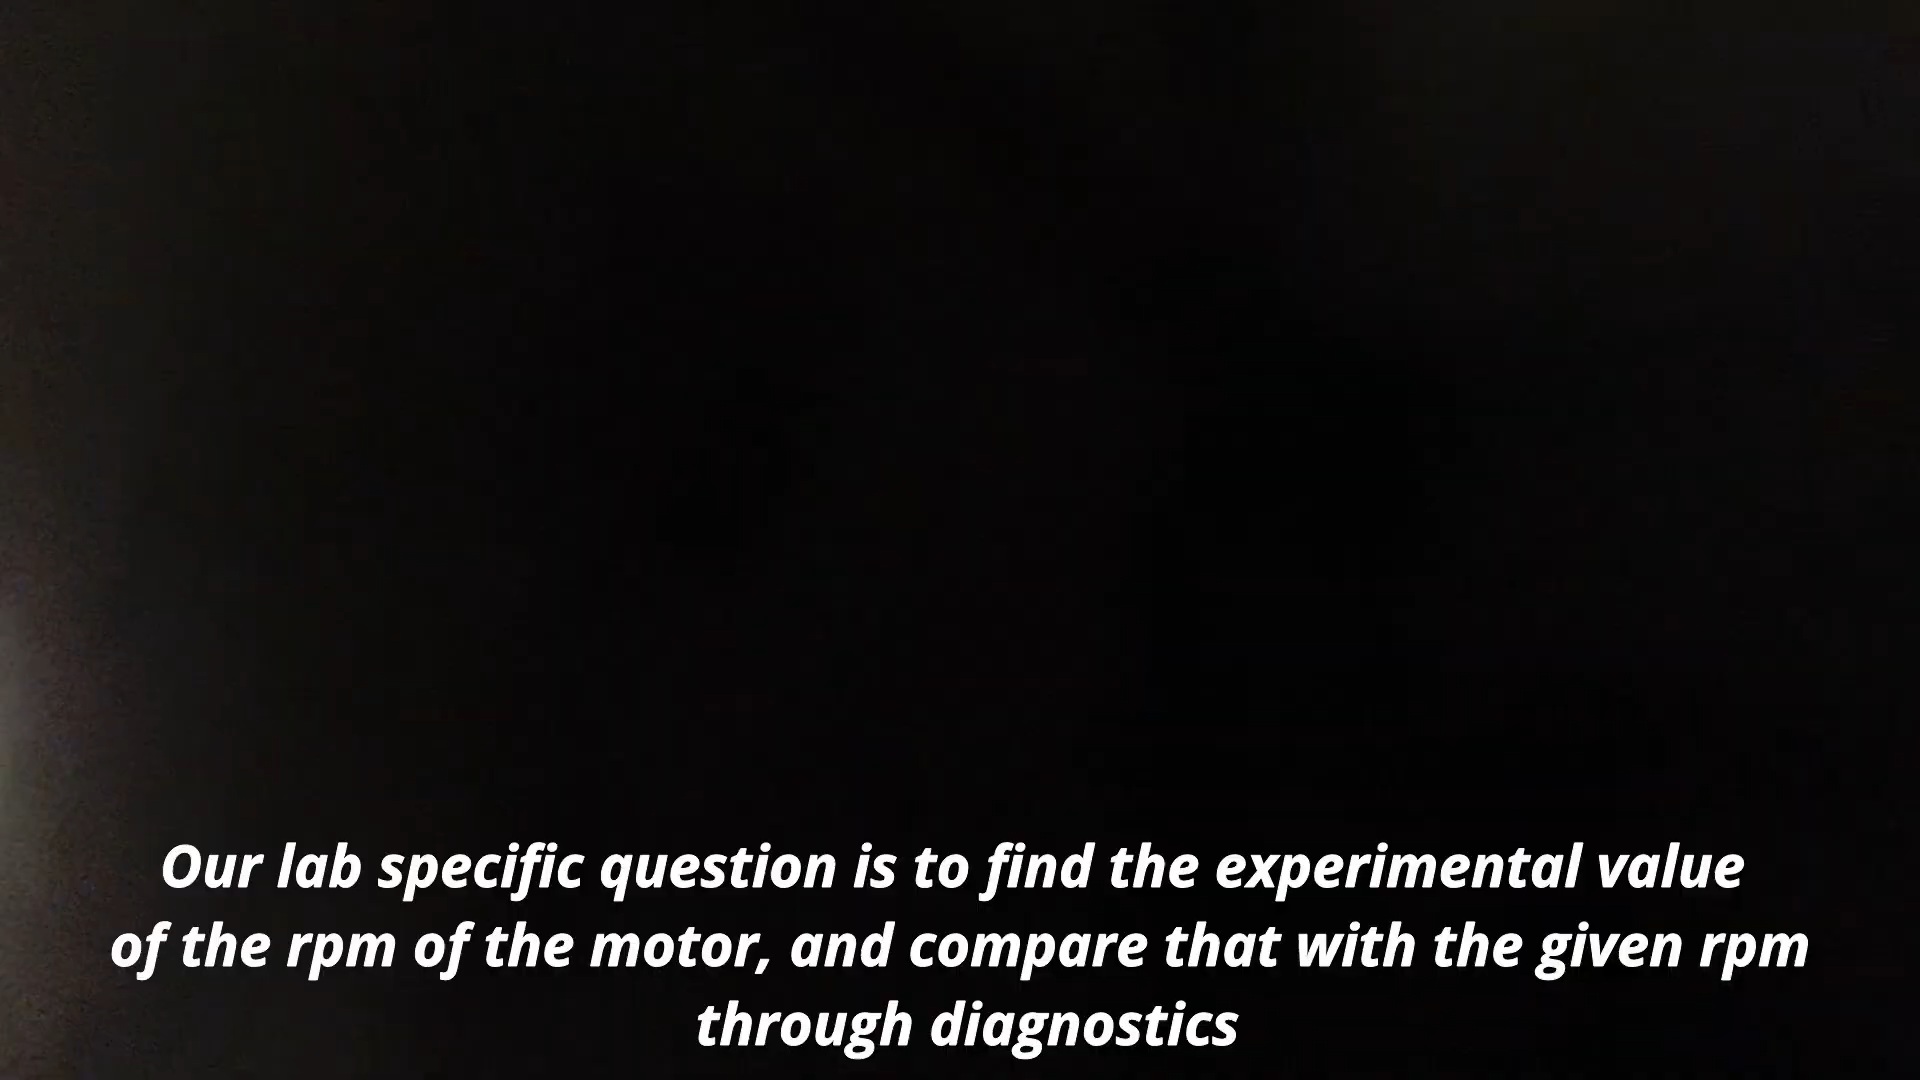 Our lab specific question is to find the experimental value
of the rpm of the motor, and compare that with the given rpm
through diagnostics